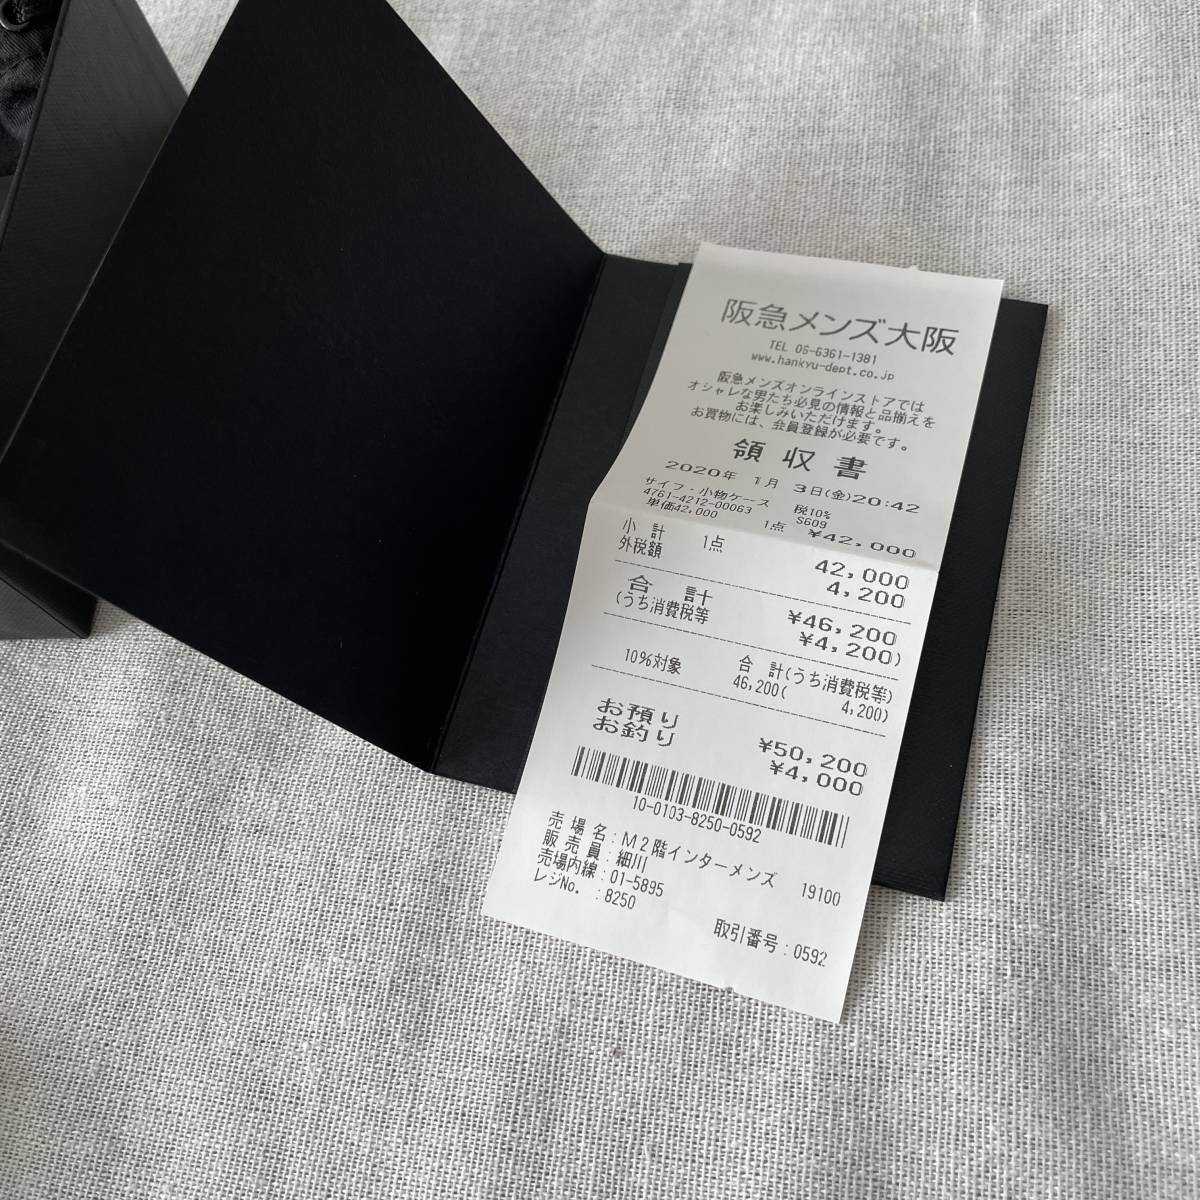 阪急メンズ大阪
TEL 06-6361-1381
www.hankyu-dept.co.jp
阪急メンズオンラインストアでは
オシャレな男たち必見の情報と品揃えを
お楽しみいただけます。
お買物には、会員登録が必要です。
領収書
2020年 1月 3日(金)20:42
サイフ・小物ケース 税10%
4761-4212-00063 S609
単価42,000 1点 ¥42,000
小計 1点 42,000
外税額 4,200
合計 ¥46,200
(うち消費税等 ¥4,200)
10%対象 合計(うち消費税等)
46,200( 4,200)
お預り ¥50,200
お釣り ¥4,000
10-0103-8250-0592
売場名:M2階インターメンズ 19100
販売員:細川
売場内線:01-5895
レジNo. :8250
取引番号:0592